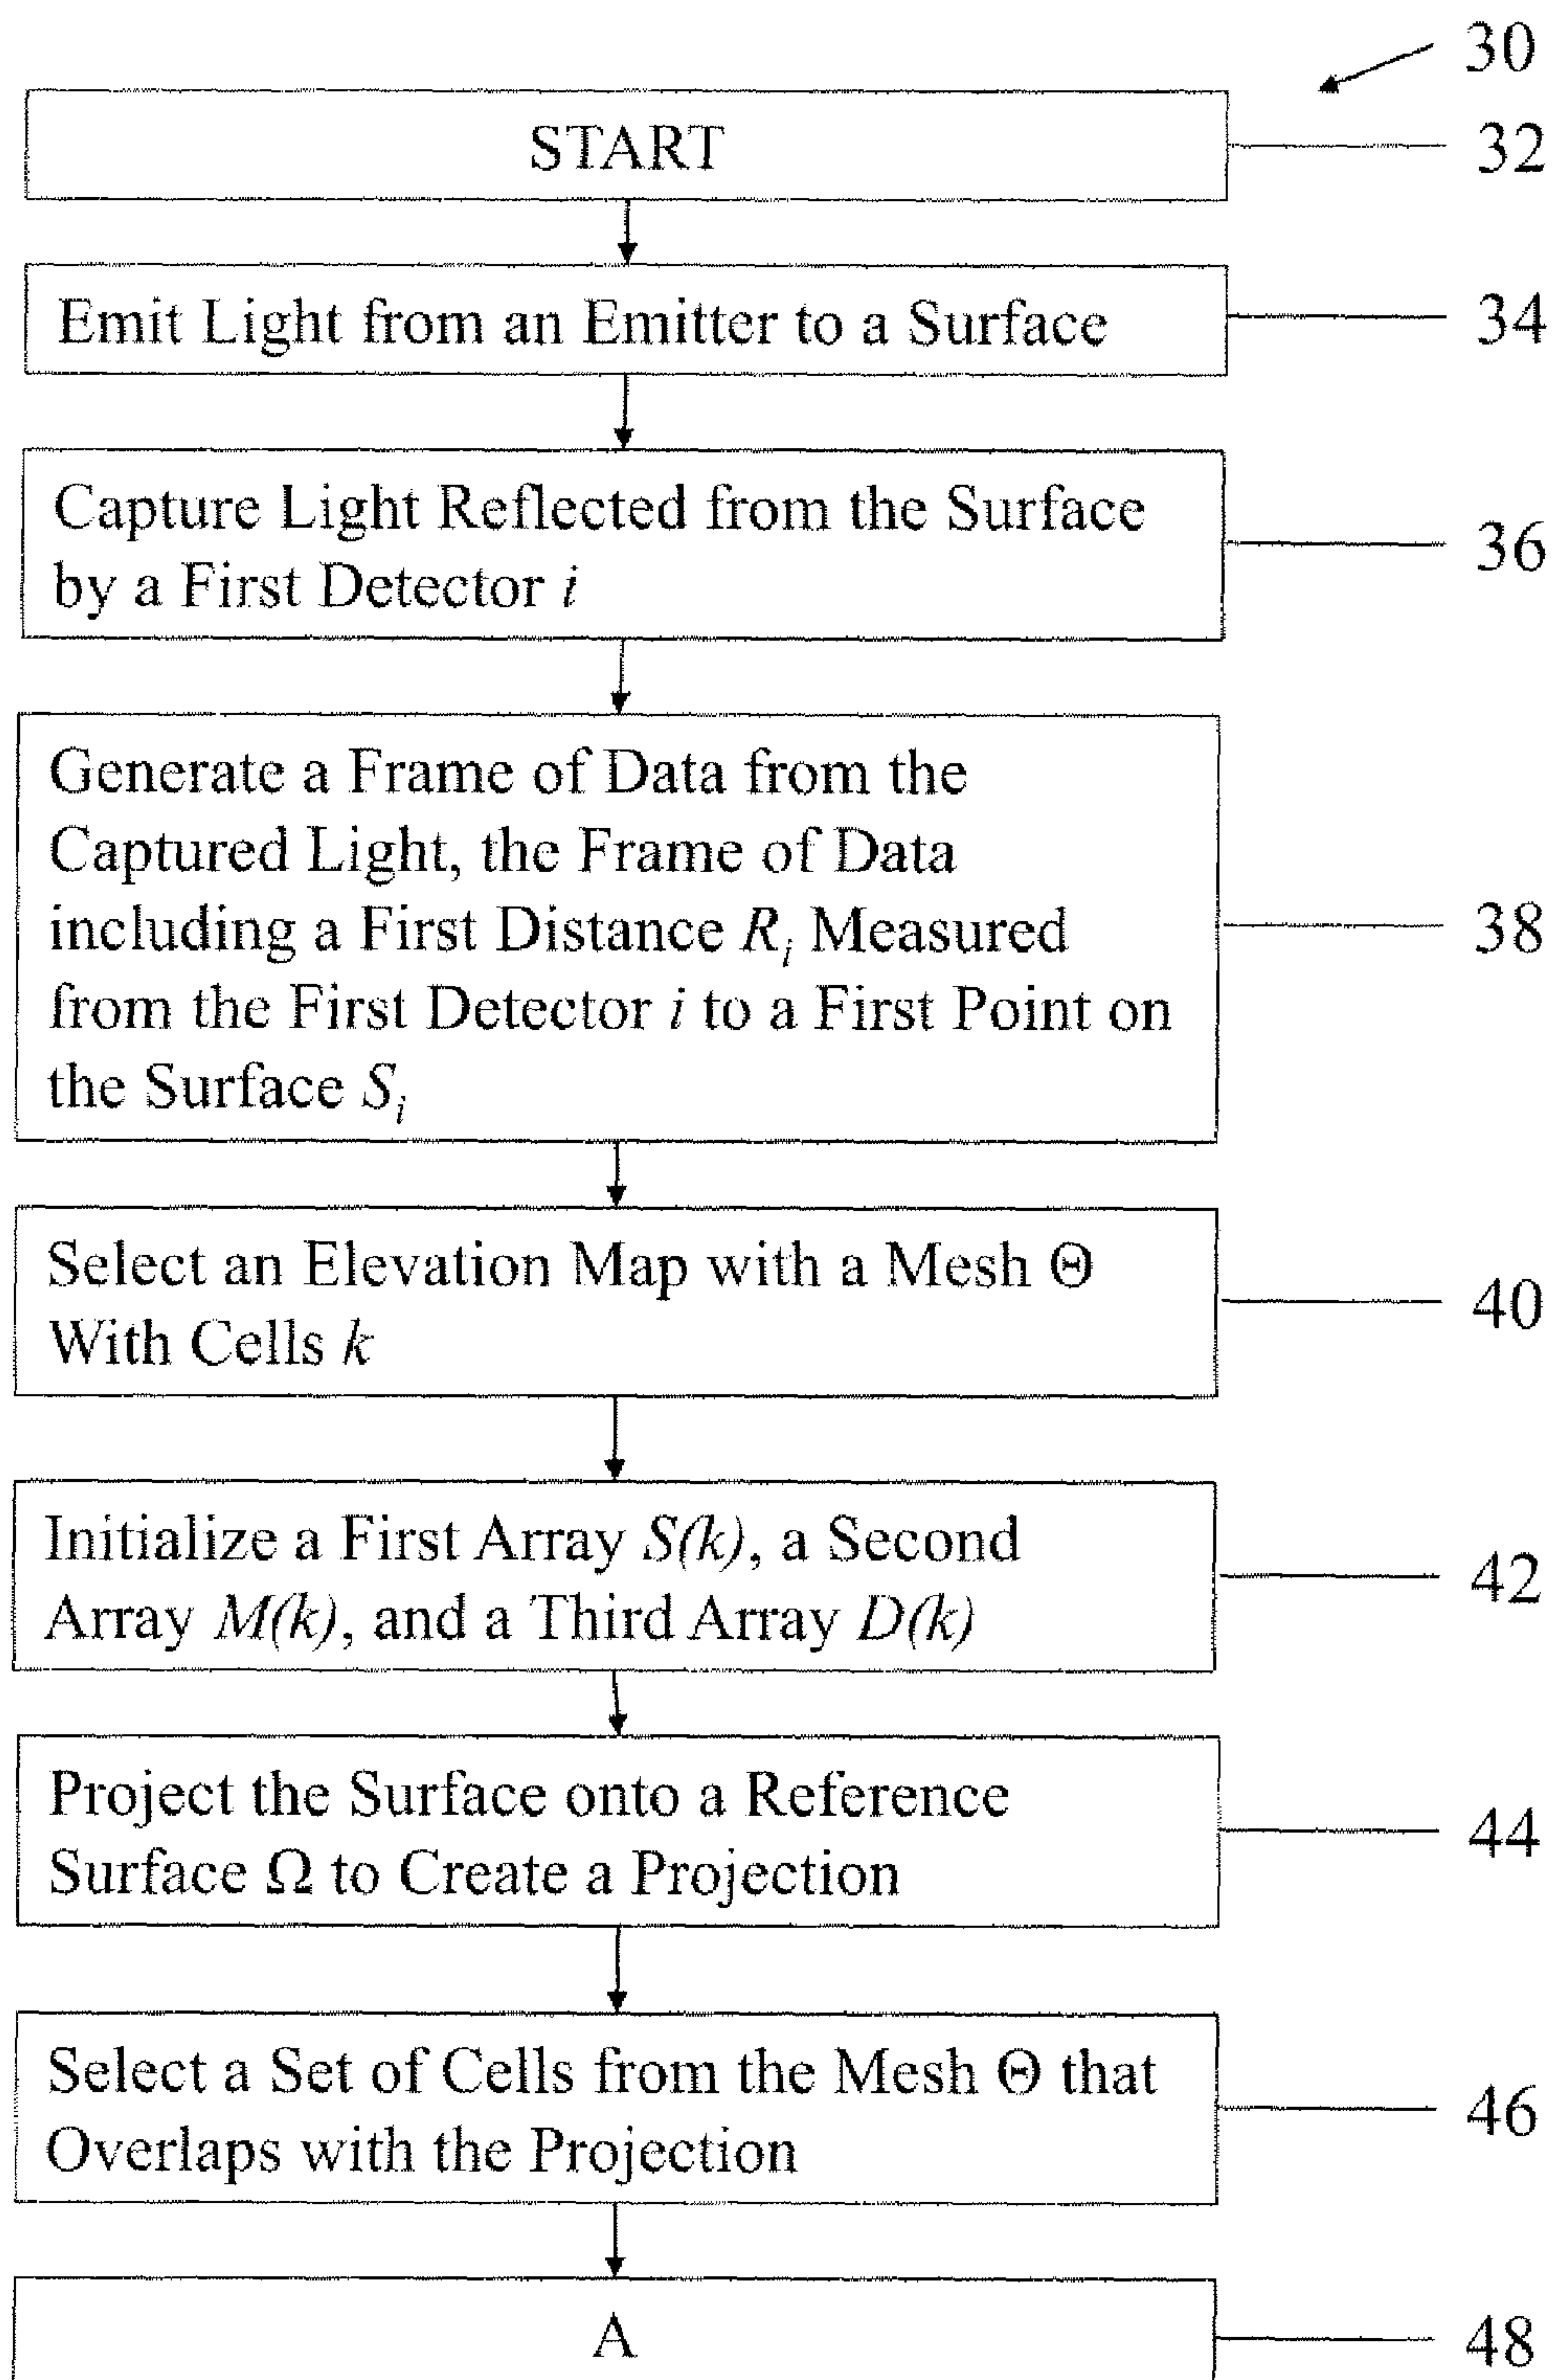 30
START
32
Emit Light from an Emitter to a Surface
34
Capture Light Reflected from the Surface
by a First Detector i
36
Generate a Frame of Data from the
Captured Light, the Frame of Data
including a First Distance Ri Measured
from the First Detector i to a First Point on
the Surface Si
38
Select an Elevation Map with a Mesh Θ
With Cells k
40
Initialize a First Array S(k), a Second
Array M(k), and a Third Array D(k)
42
Project the Surface onto a Reference
Surface Ω to Create a Projection
44
Select a Set of Cells from the Mesh Θ that
Overlaps with the Projection
46
A
48